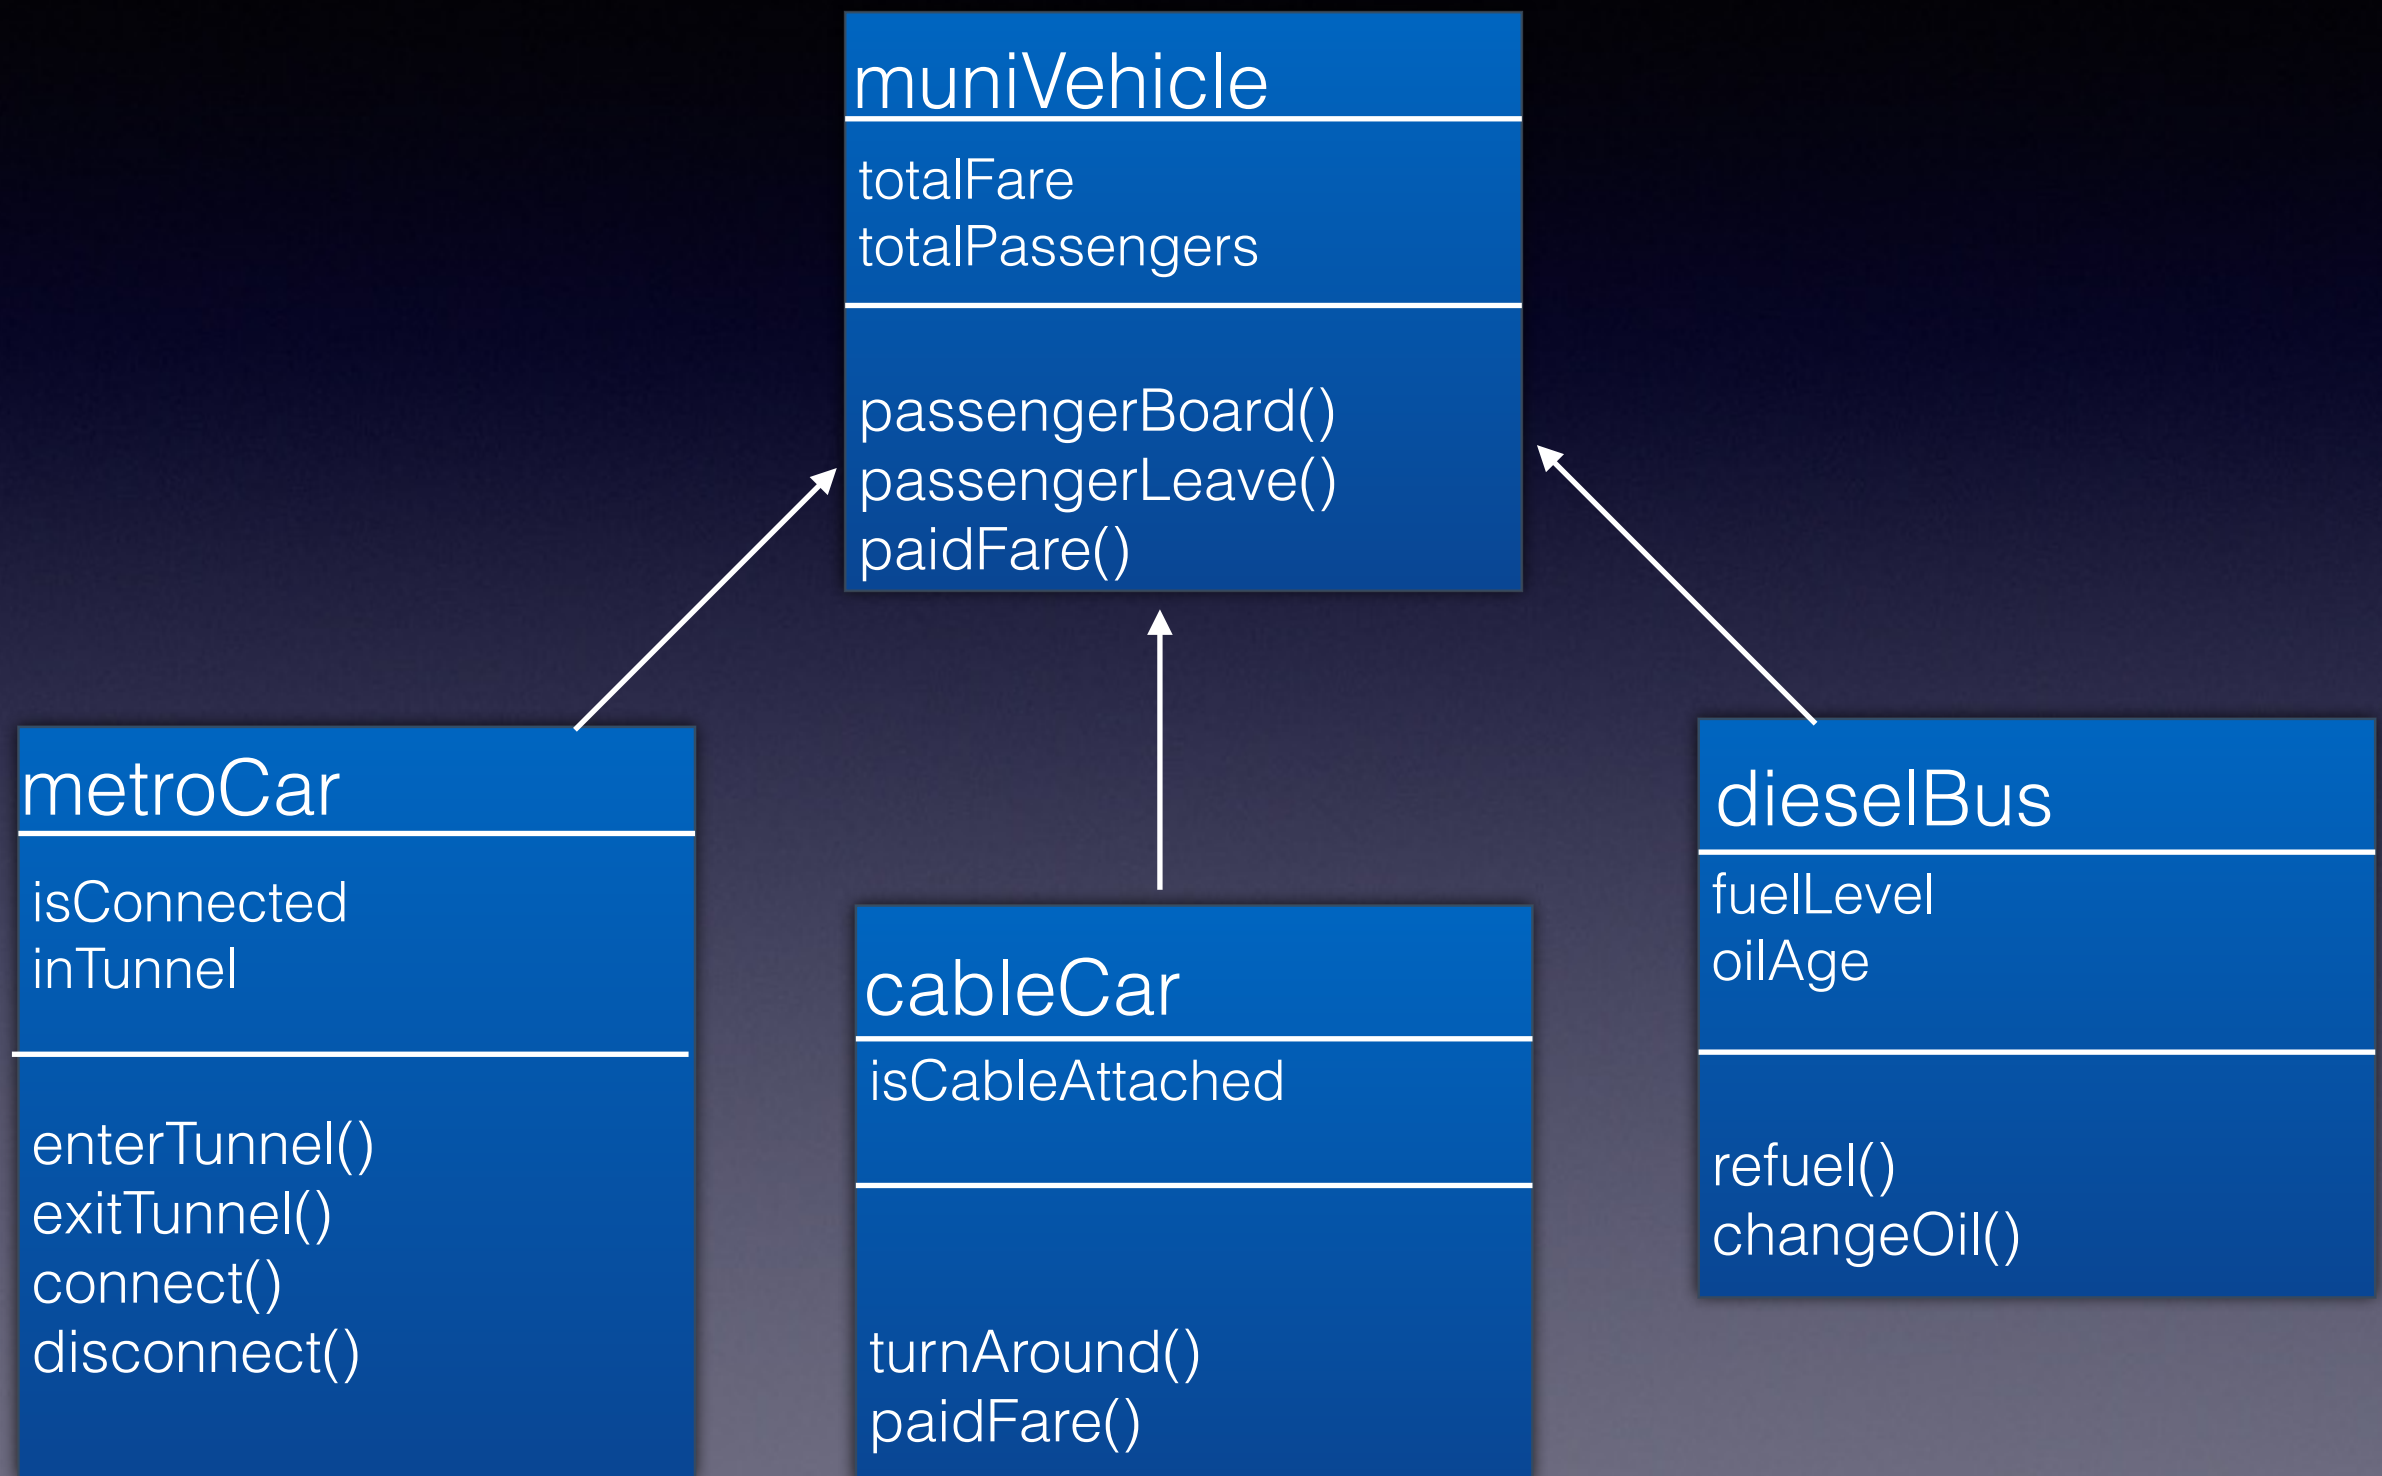 muniVehicle
totalFare
totalPassengers
passengerBoard()
passengerLeave()
paidFare()
metroCar
isConnected
inTunnel
enterTunnel()
exitTunnel()
connect()
disconnect()
cableCar
isCableAttached
turnAround()
paidFare()
dieselBus
fuelLevel
oilAge
refuel()
changeOil()